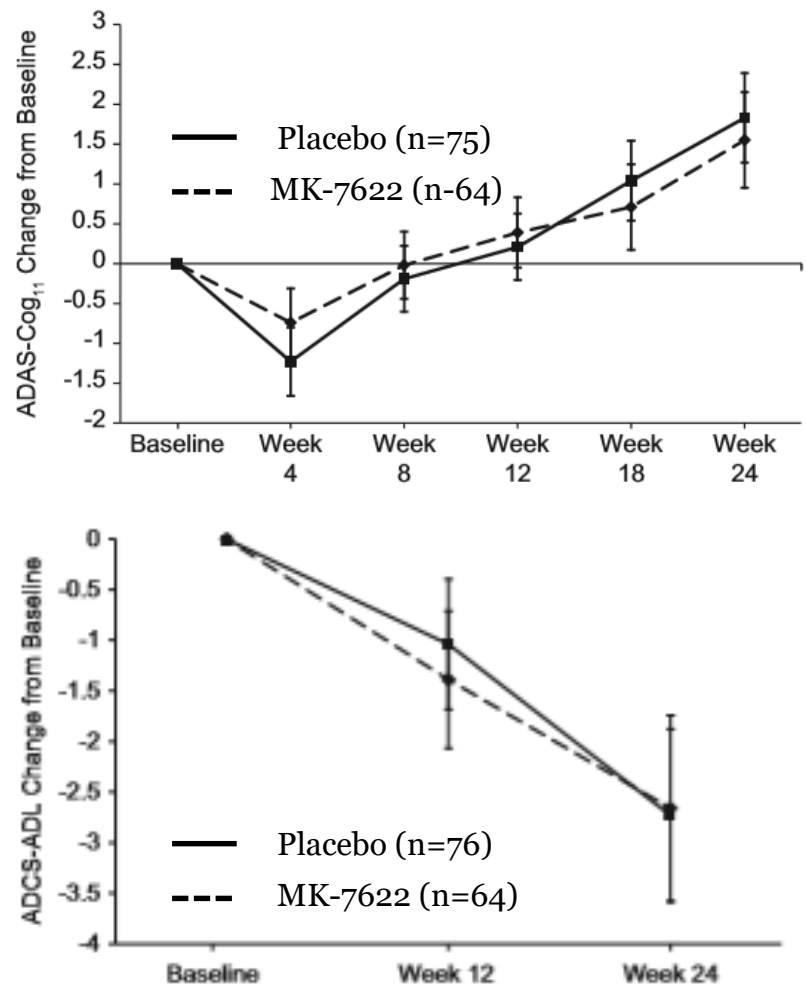 ADAS-Cog11 Change from Baseline
3
2.5
2
1.5
1
0.5
0
-0.5
-1
-1.5
-2
Placebo (n=75)
MK-7622 (n-64)
Baseline
Week
4
Week
8
Week
12
Week
18
Week
24
ADCS-ADL Change from Baseline
0
-0.5
-1
-1.5
-2
-2.5
-3
-3.5
-4
Placebo (n=76)
MK-7622 (n=64)
Baseline
Week 12
Week 24